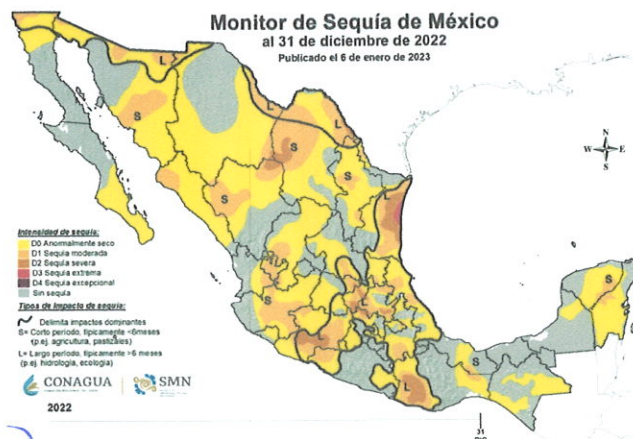 Monitor de Sequía de México
al 31 de diciembre de 2022
Publicado el 6 de enero de 2023
N
W E
S
L
L
L
S
S
S
S
L
S
L
S
L
L
S
S
Intensidad de sequía:
D0 Anormalmente seco
D1 Sequía moderada
D2 Sequía severa
D3 Sequía extrema
D4 Sequía excepcional
Sin sequía
Tipos de impacto de sequía:
Delimita impactos dominantes
S= Corto periodo, típicamente <6meses
(p.ej. agricultura, pastizales)
L= Largo periodo, típicamente >6 meses
(p.ej. hidrología, ecología)
CONAGUA
SMN
2022
31
DIC